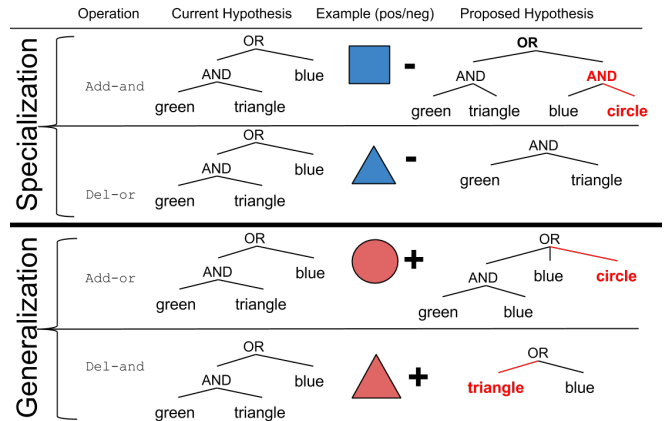 Operation Current Hypothesis Example (pos/neg) Proposed Hypothesis
Specialization
Add-and
OR
AND blue
green triangle
-
OR
AND AND
green triangle blue circle
Del-or
OR
AND blue
green triangle
-
AND
green triangle
Generalization
Add-or
OR
AND blue
green triangle
+
OR
AND blue circle
green blue
Del-and
OR
AND blue
green triangle
+
OR
triangle blue